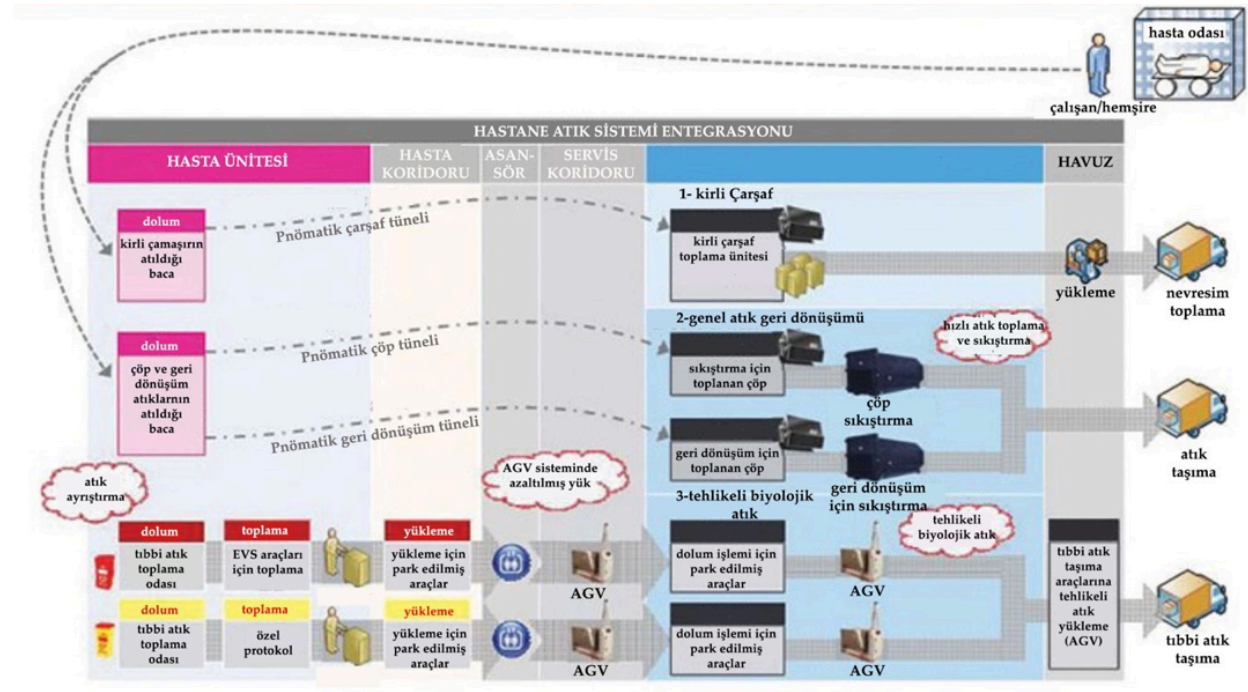 hasta odası
çalışan/hemşire
HASTANE ATIK SİSTEMİ ENTEGRASYONU
HASTA ÜNİTESİ
HASTA
KORİDORU
ASAN-
SÖR
SERVİS
KORİDORU
HAVUZ
1- kirli Çarşaf
dolum
kirli çamaşırın
atıldığı
baca
Pnömatik çarşaf tüneli
kirli çarşaf
toplama ünitesi
yükleme
nevresim
toplama
2-genel atık geri dönüşümü
hızlı atık toplama
ve sıkıştırma
dolum
çöp ve geri
dönüşüm
atıklarnın
atıldığı
baca
Pnömatik çöp tüneli
sıkıştırma için
toplanan çöp
çöp
sıkıştırma
Pnömatik geri dönüşüm tüneli
geri dönüşüm için
toplanan çöp
geri dönüşüm
için sıkıştırma
atık
taşıma
atık
ayrıştırma
AGV sisteminde
azaltılmış yük
3-tehlikeli biyolojik
atık
tehlikeli
biyolojik atık
dolum
tıbbi atık
toplama
odası
toplama
EVS araçları
için toplama
yükleme
yükleme için
park edilmiş
araçlar
AGV
dolum işlemi için
park edilmiş
araçlar
AGV
tıbbi atık
taşıma
araçlarına
tehlikeli
atık
yükleme
(AGV)
dolum
tıbbi atık
toplama
odası
toplama
özel
protokol
yükleme
yükleme için
park edilmiş
araçlar
AGV
dolum işlemi için
park edilmiş
araçlar
AGV
tıbbi atık
taşıma